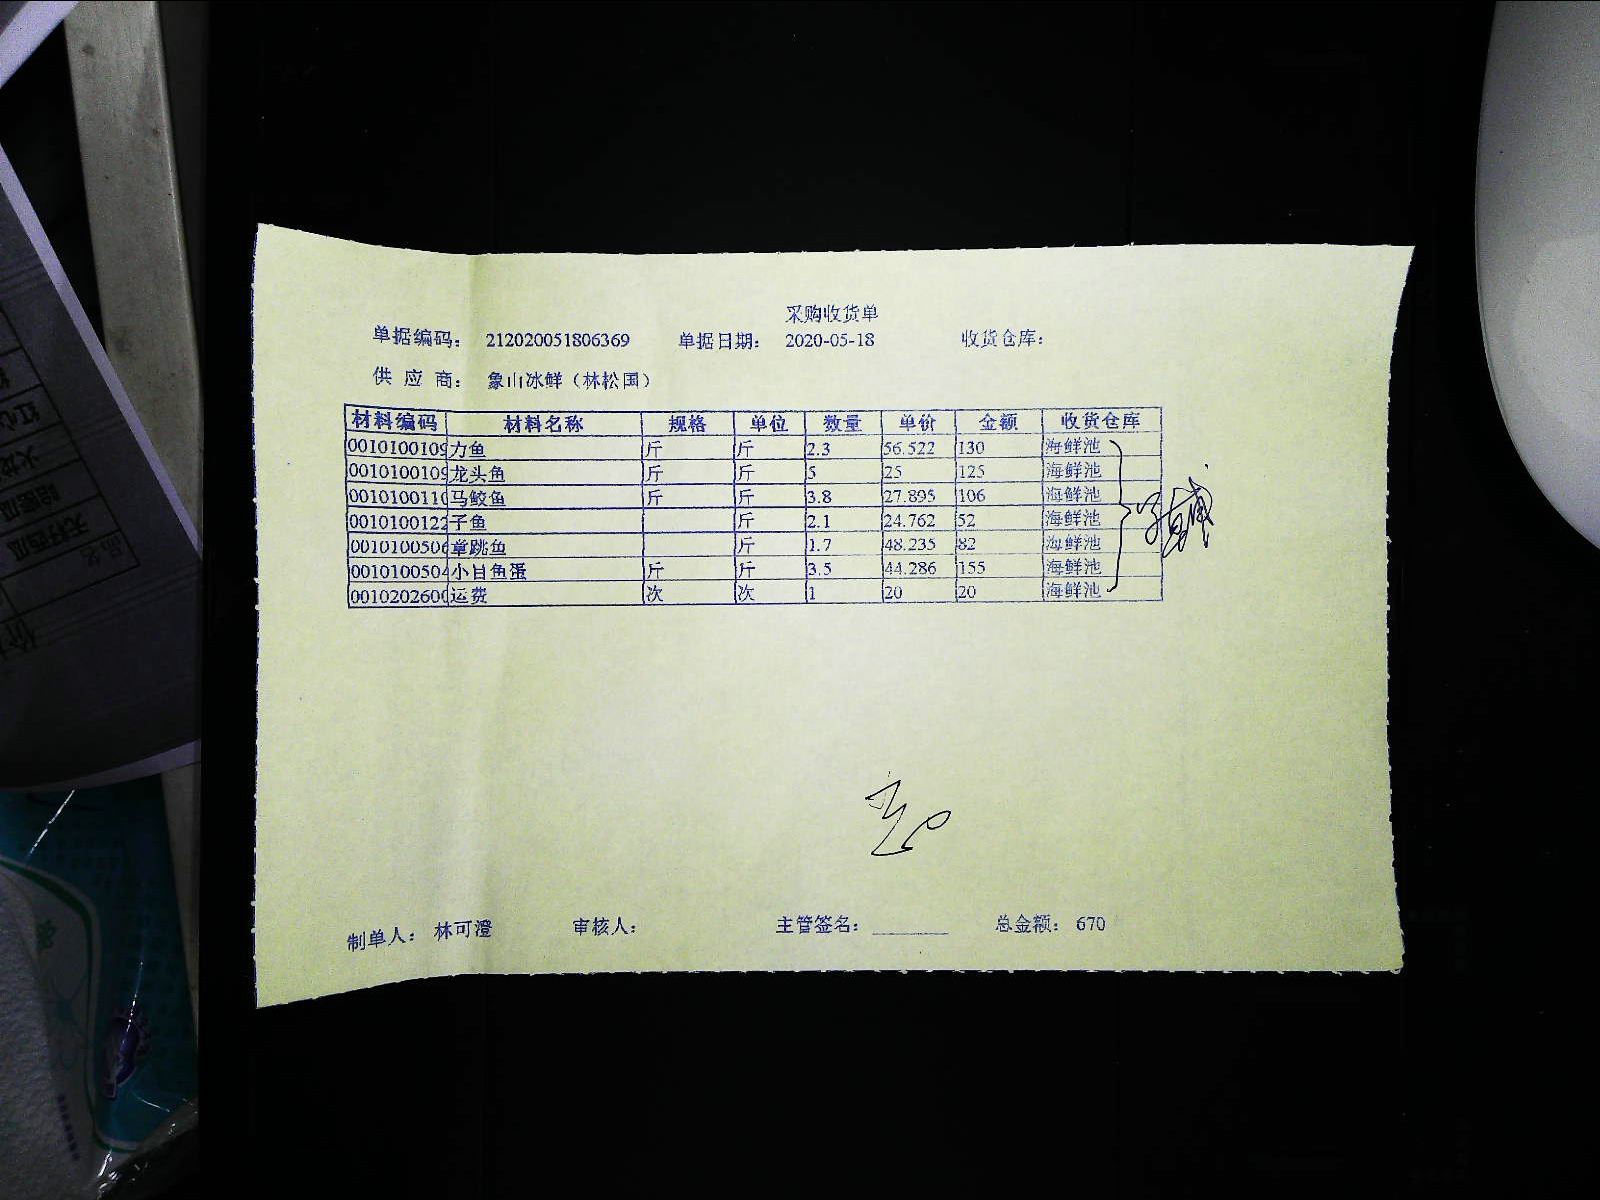 采购收货单
单据编码： 212020051806369 单据日期： 2020-05-18 收货仓库：
供 应 商： 象山冰鲜（林松国）
材料编码 材料名称 规格 单位 数量 单价 金额 收货仓库
0010100109 力鱼 斤 斤 2.3 56.522 130 海鲜池
0010100109 龙头鱼 斤 斤 5 25 125 海鲜池
0010100110 马鲛鱼 斤 斤 3.8 27.895 106 海鲜池
0010100122 子鱼 斤 2.1 24.762 52 海鲜池
0010100506 章跳鱼 斤 1.7 48.235 82 海鲜池
0010100504 小目鱼蛋 斤 斤 3.5 44.286 155 海鲜池
0010202600 运费 次 次 1 20 20 海鲜池
制单人： 林可澄 审核人： 主管签名： 总金额： 670